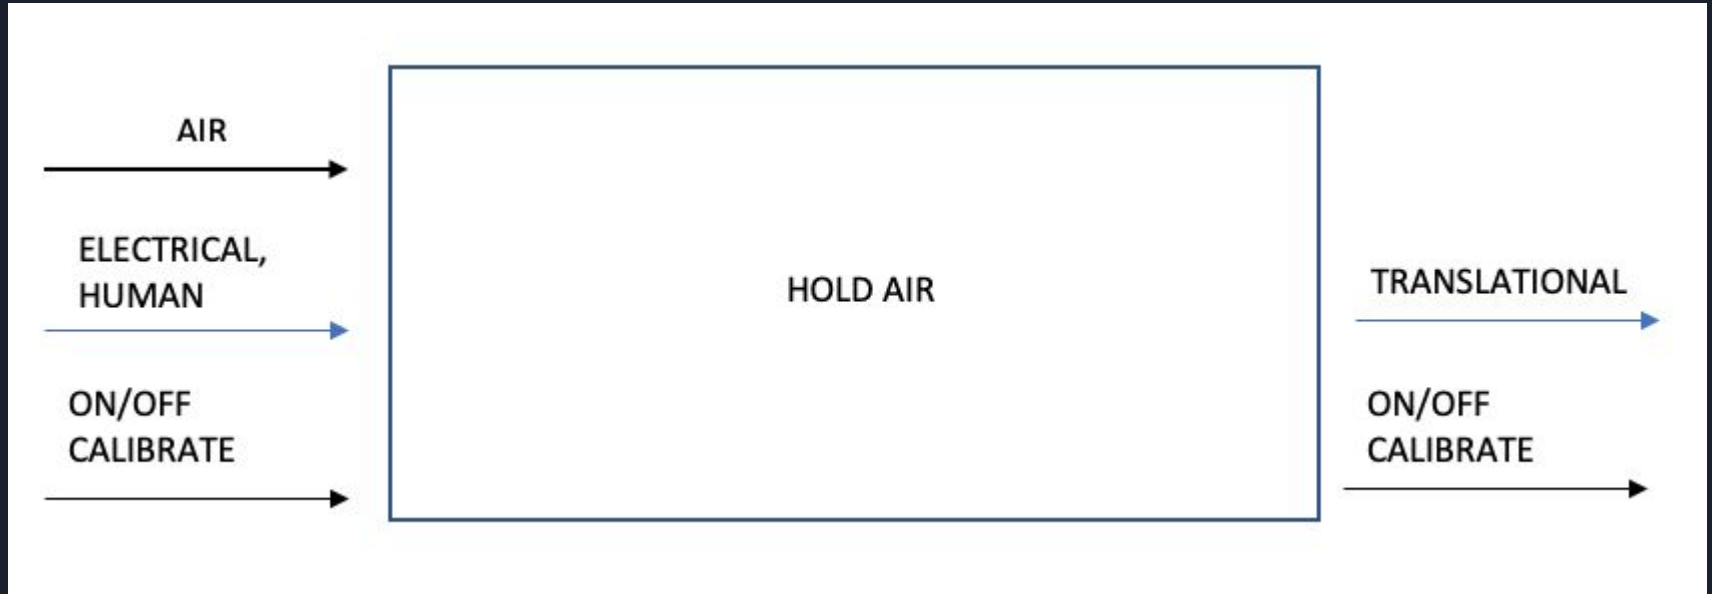 AIR
ELECTRICAL,
HUMAN
ON/OFF
CALIBRATE
HOLD AIR
TRANSLATIONAL
ON/OFF
CALIBRATE